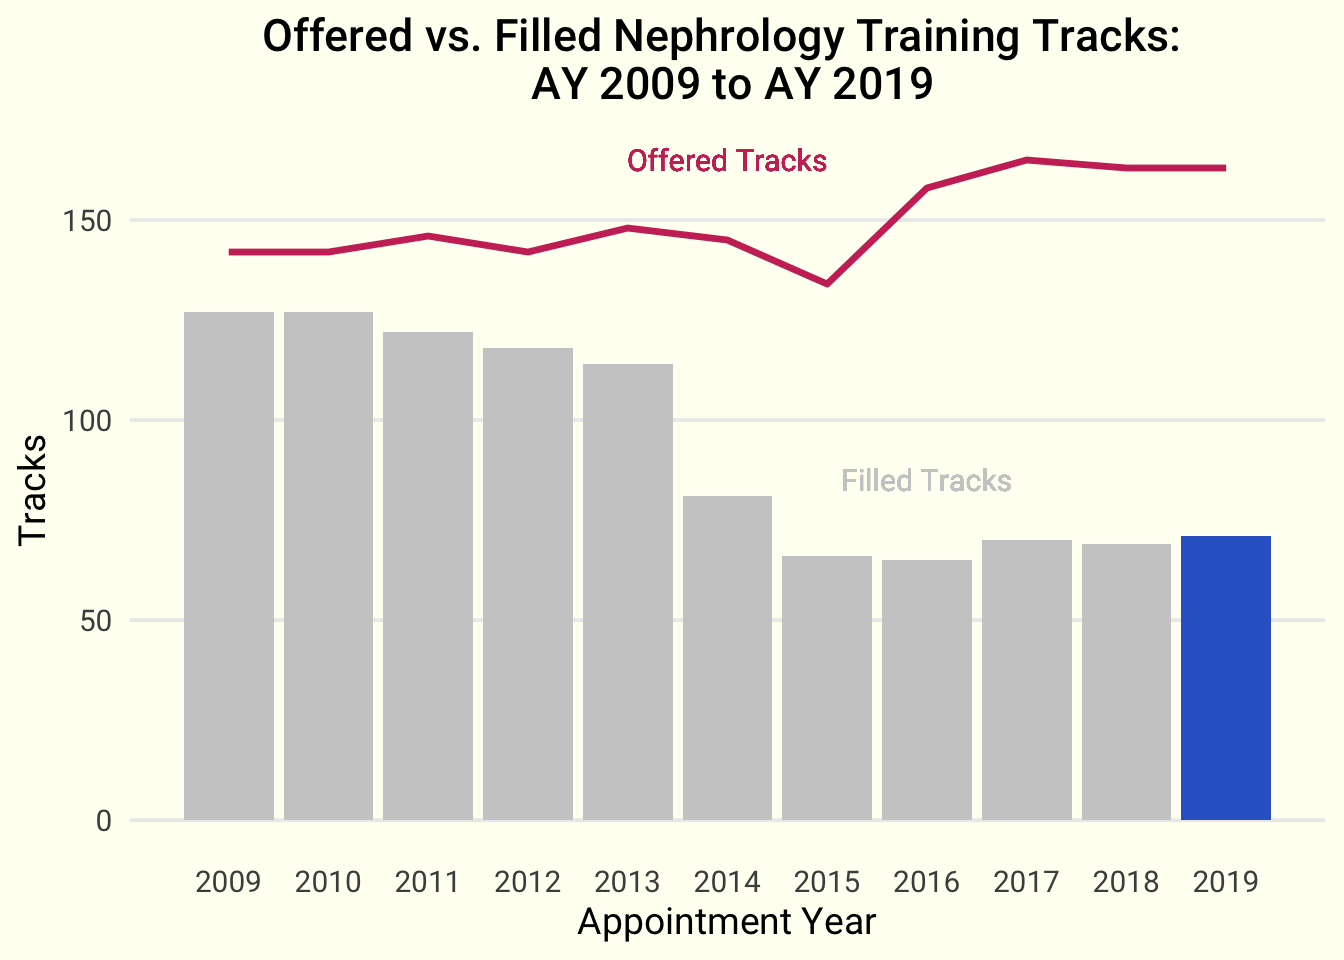 Offered vs. Filled Nephrology Training Tracks:
AY 2009 to AY 2019
Offered Tracks
150
100
Filled Tracks
50
0
Tracks
2009 2010 2011 2012 2013 2014 2015 2016 2017 2018 2019
Appointment Year